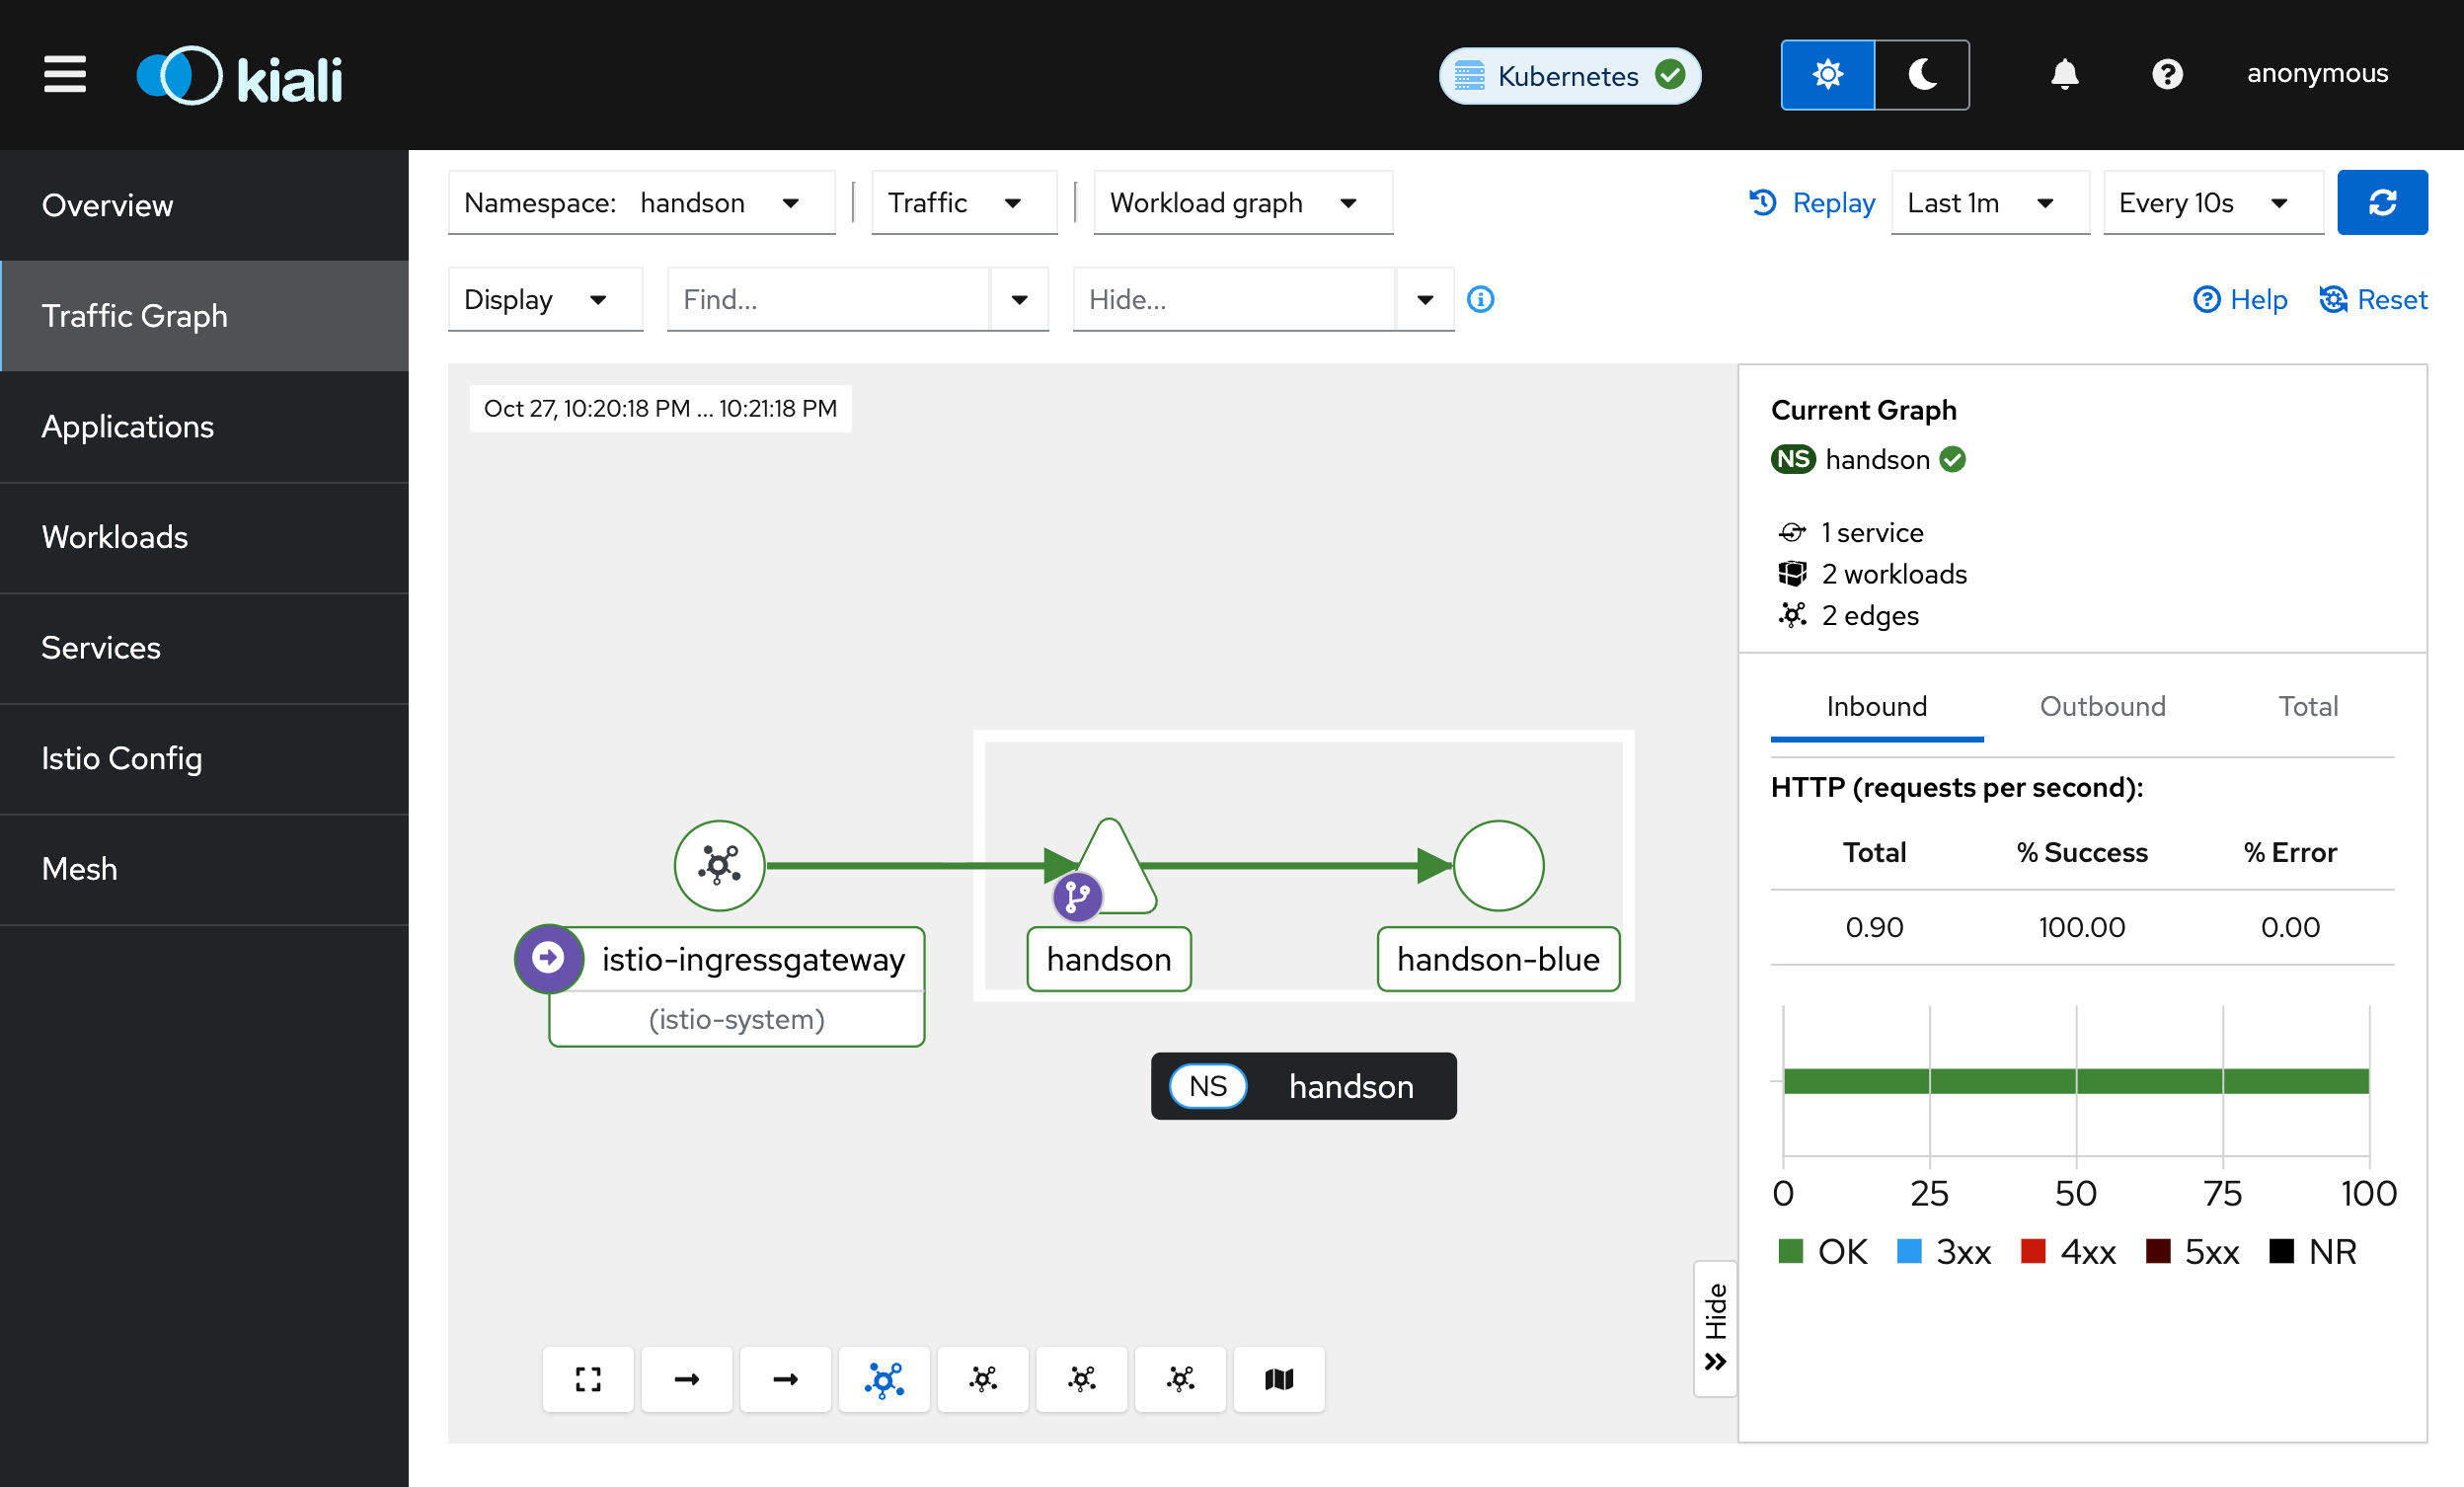 kiali
Kubernetes
anonymous
Overview
Traffic Graph
Applications
Workloads
Services
Istio Config
Mesh
Namespace: handson
Traffic
Workload graph
Replay
Last 1m
Every 10s
Display
Find...
Hide...
Help
Reset
Oct 27, 10:20:18 PM ... 10:21:18 PM
istio-ingressgateway
(istio-system)
handson
handson-blue
NS handson
Hide
Current Graph
NS handson
1 service
2 workloads
2 edges
Inbound Outbound Total
HTTP (requests per second):
Total % Success % Error
0.90 100.00 0.00
0 25 50 75 100
OK 3xx 4xx 5xx NR